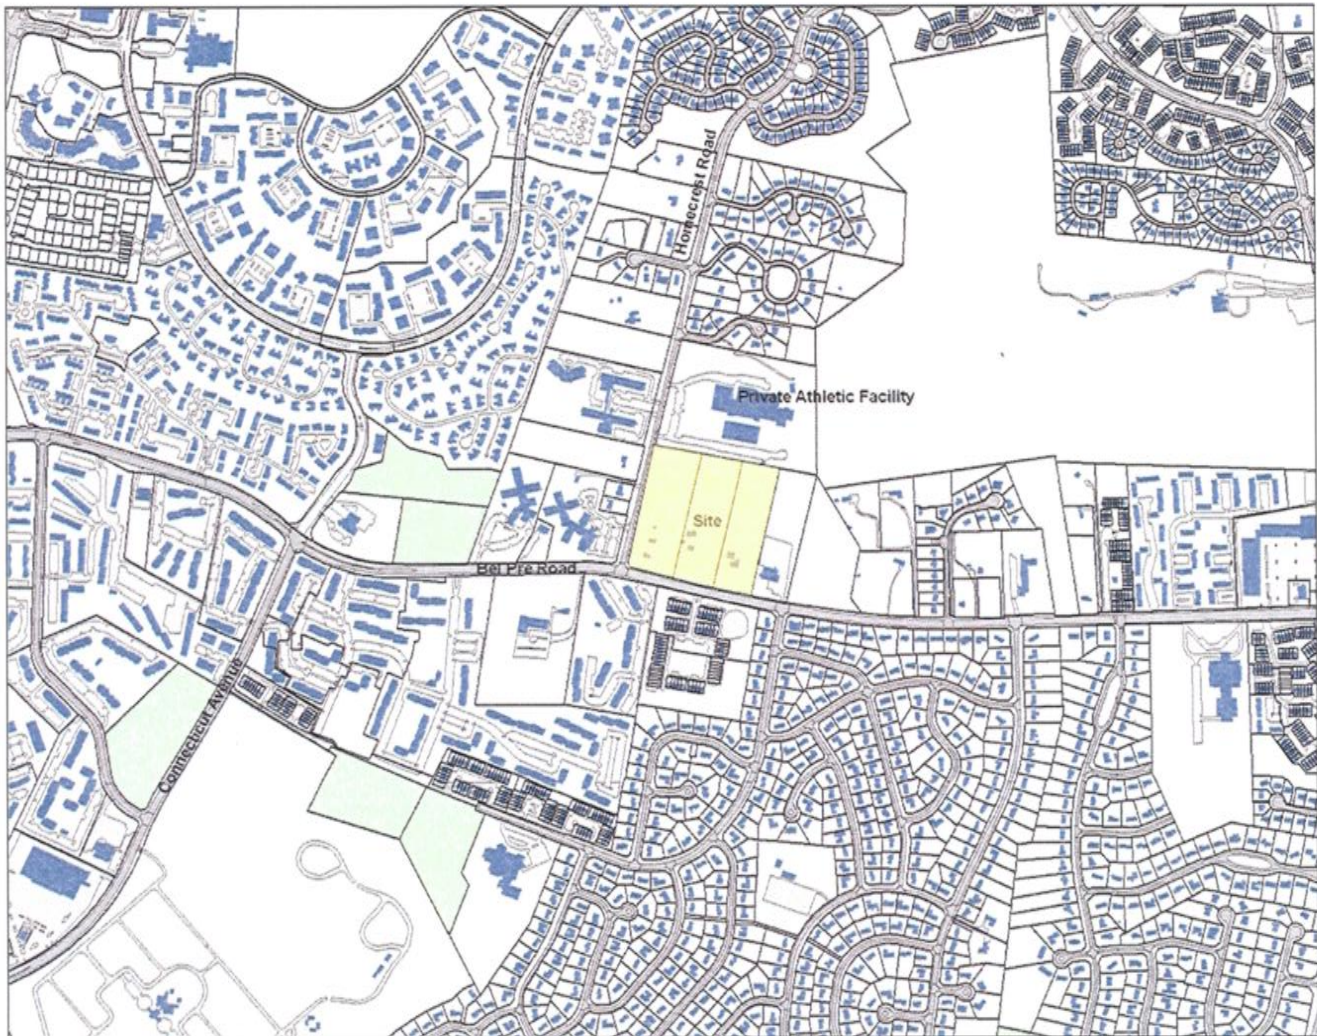 Homecrest Road
Private Athletic Facility
Site
Bel Pre Road
Connecticut Avenue